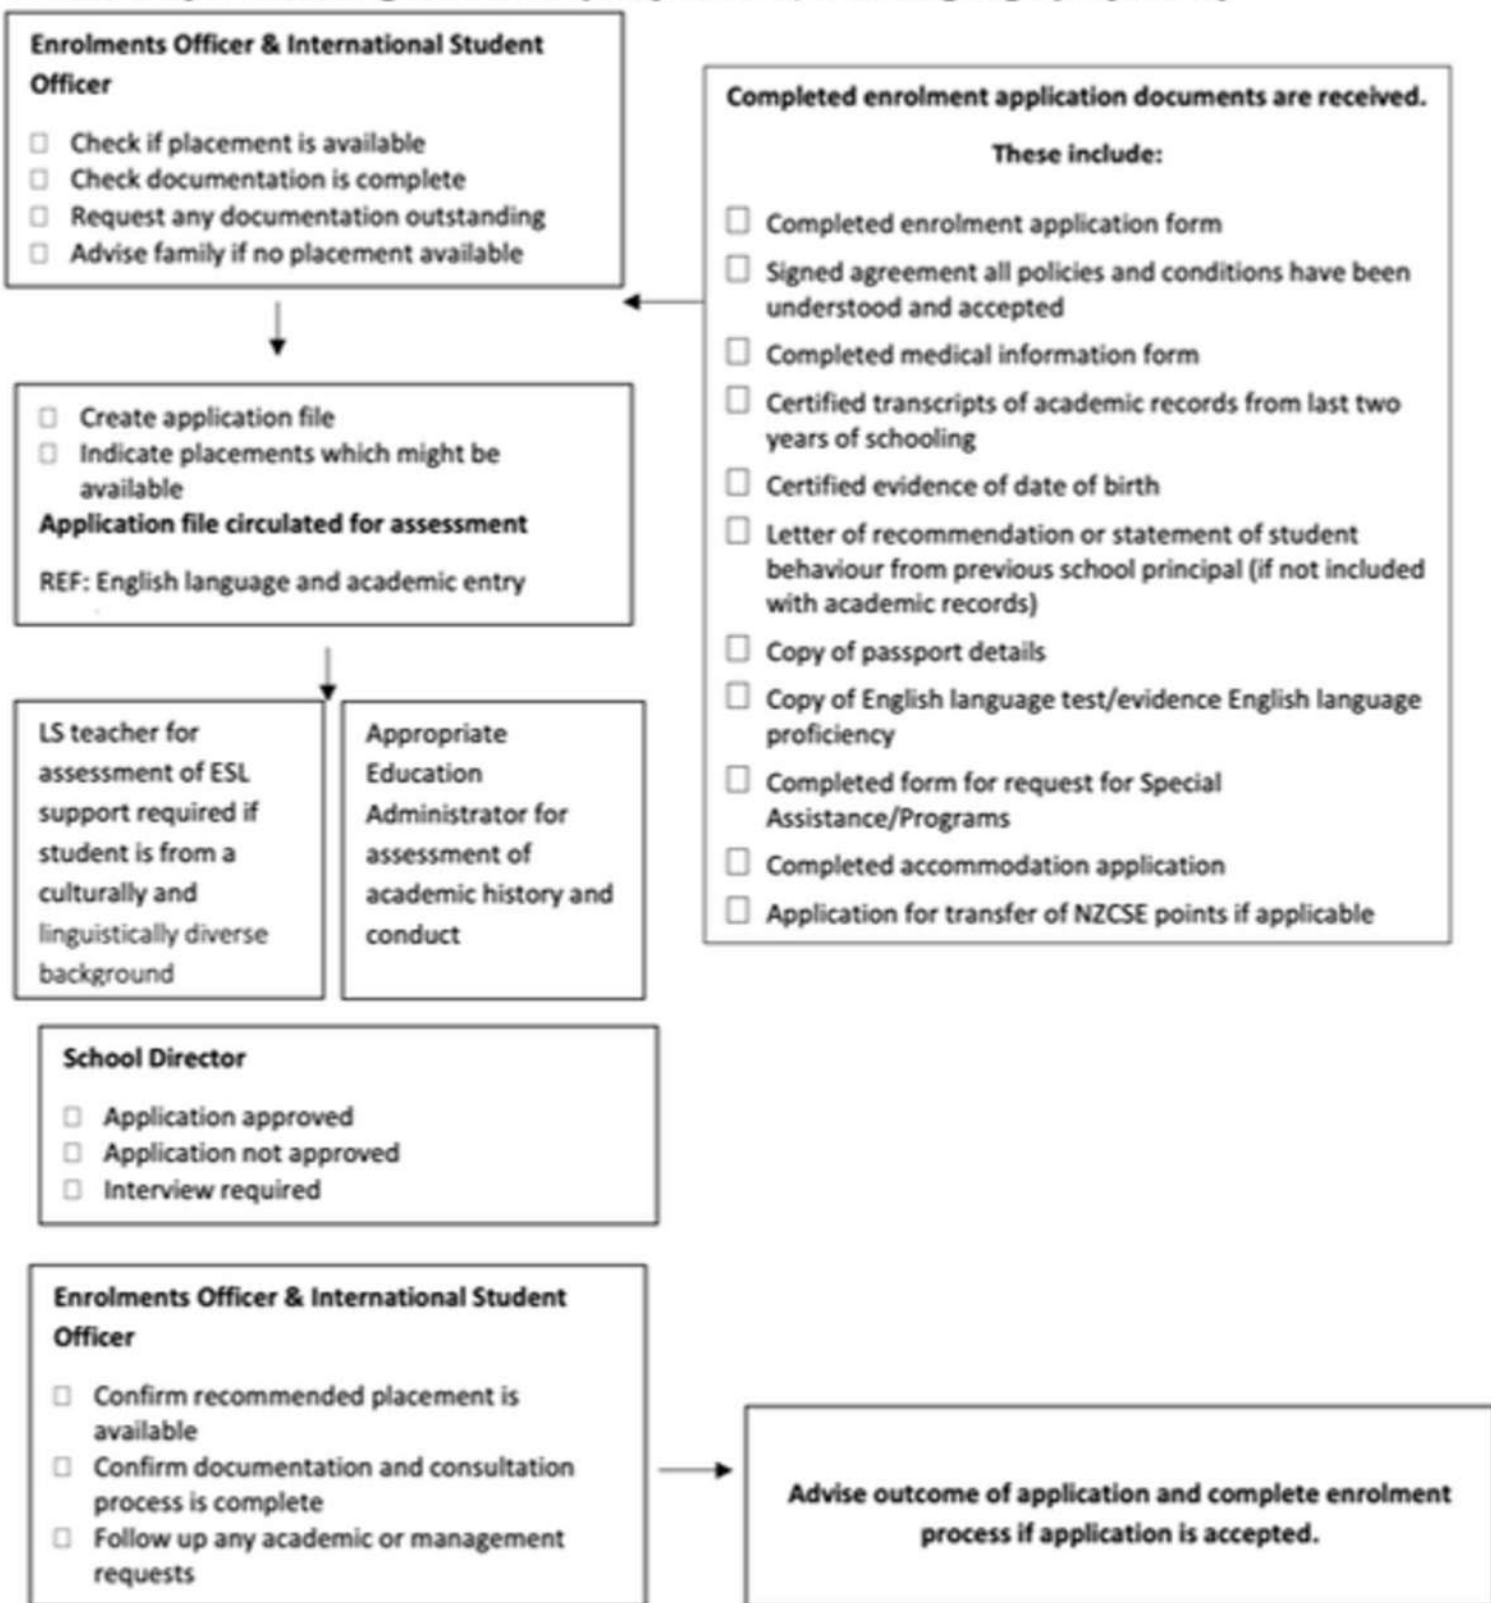 Enrolments Officer & International Student
Officer
Check if placement is available
Check documentation is complete
Request any documentation outstanding
Advise family if no placement available
Completed enrolment application documents are received.
These include:
Completed enrolment application form
Signed agreement all policies and conditions have been
understood and accepted
Completed medical information form
Certified transcripts of academic records from last two
years of schooling
Certified evidence of date of birth
Letter of recommendation or statement of student
behaviour from previous school principal (if not included
with academic records)
Copy of passport details
Copy of English language test/evidence English language
proficiency
Completed form for request for Special
Assistance/Programs
Completed accommodation application
Application for transfer of NZCSE points if applicable
Create application file
Indicate placements which might be
available
Application file circulated for assessment
REF: English language and academic entry
LS teacher for
assessment of ESL
support required if
student is from a
culturally and
linguistically diverse
background
Appropriate
Education
Administrator for
assessment of
academic history and
conduct
School Director
Application approved
Application not approved
Interview required
Enrolments Officer & International Student
Officer
Confirm recommended placement is
available
Confirm documentation and consultation
process is complete
Follow up any academic or management
requests
Advise outcome of application and complete enrolment
process if application is accepted.